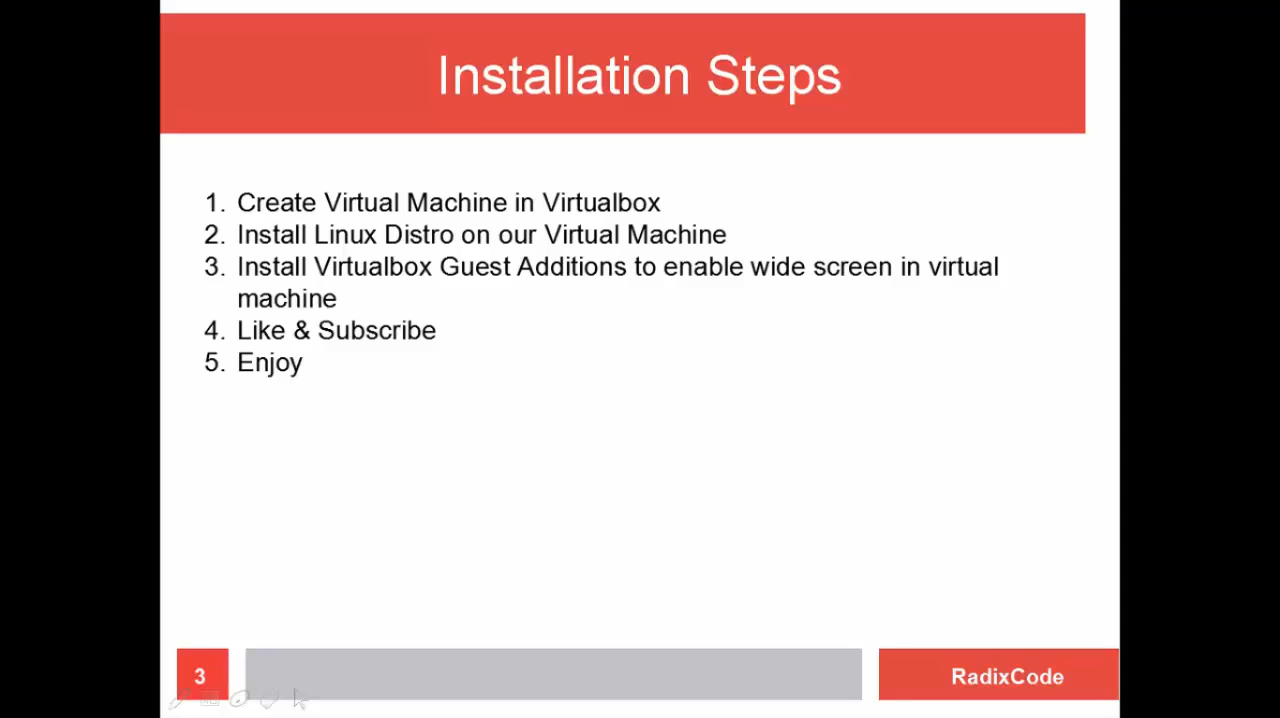 Installation Steps
1. Create Virtual Machine in Virtualbox
2. Install Linux Distro on our Virtual Machine
3. Install Virtualbox Guest Additions to enable wide screen in virtual
machine
4. Like & Subscribe
5. Enjoy
3
RadixCode